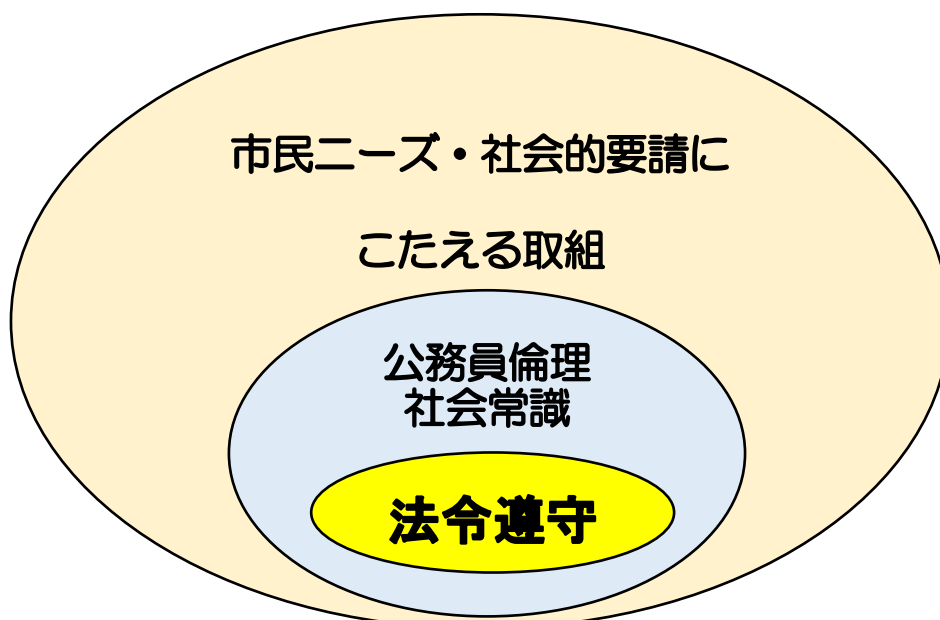 市民ニーズ・社会的要請に
こたえる取組
公務員倫理
社会常識
法令遵守